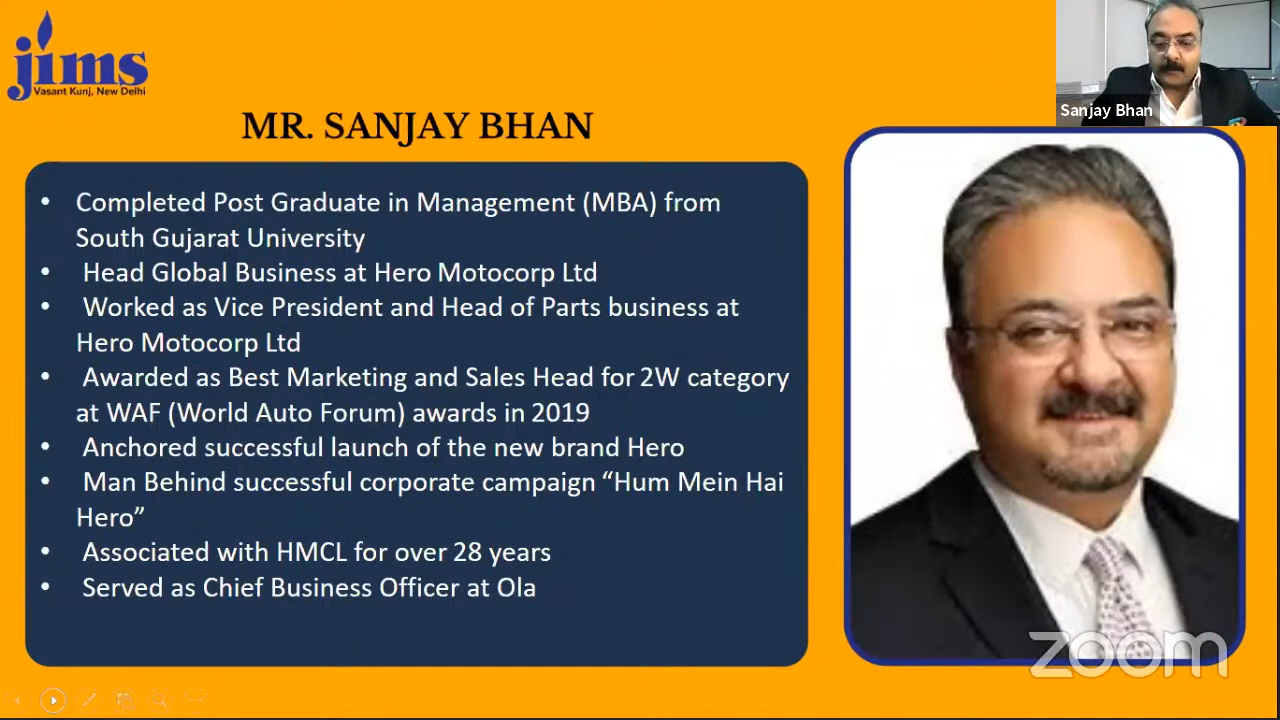 jims
Vasant Kunj, New Delhi
Sanjay Bhan
MR. SANJAY BHAN
• Completed Post Graduate in Management (MBA) from
South Gujarat University
• Head Global Business at Hero Motocorp Ltd
• Worked as Vice President and Head of Parts business at
Hero Motocorp Ltd
• Awarded as Best Marketing and Sales Head for 2W category
at WAF (World Auto Forum) awards in 2019
• Anchored successful launch of the new brand Hero
• Man Behind successful corporate campaign “Hum Mein Hai
Hero”
• Associated with HMCL for over 28 years
• Served as Chief Business Officer at Ola
zoom